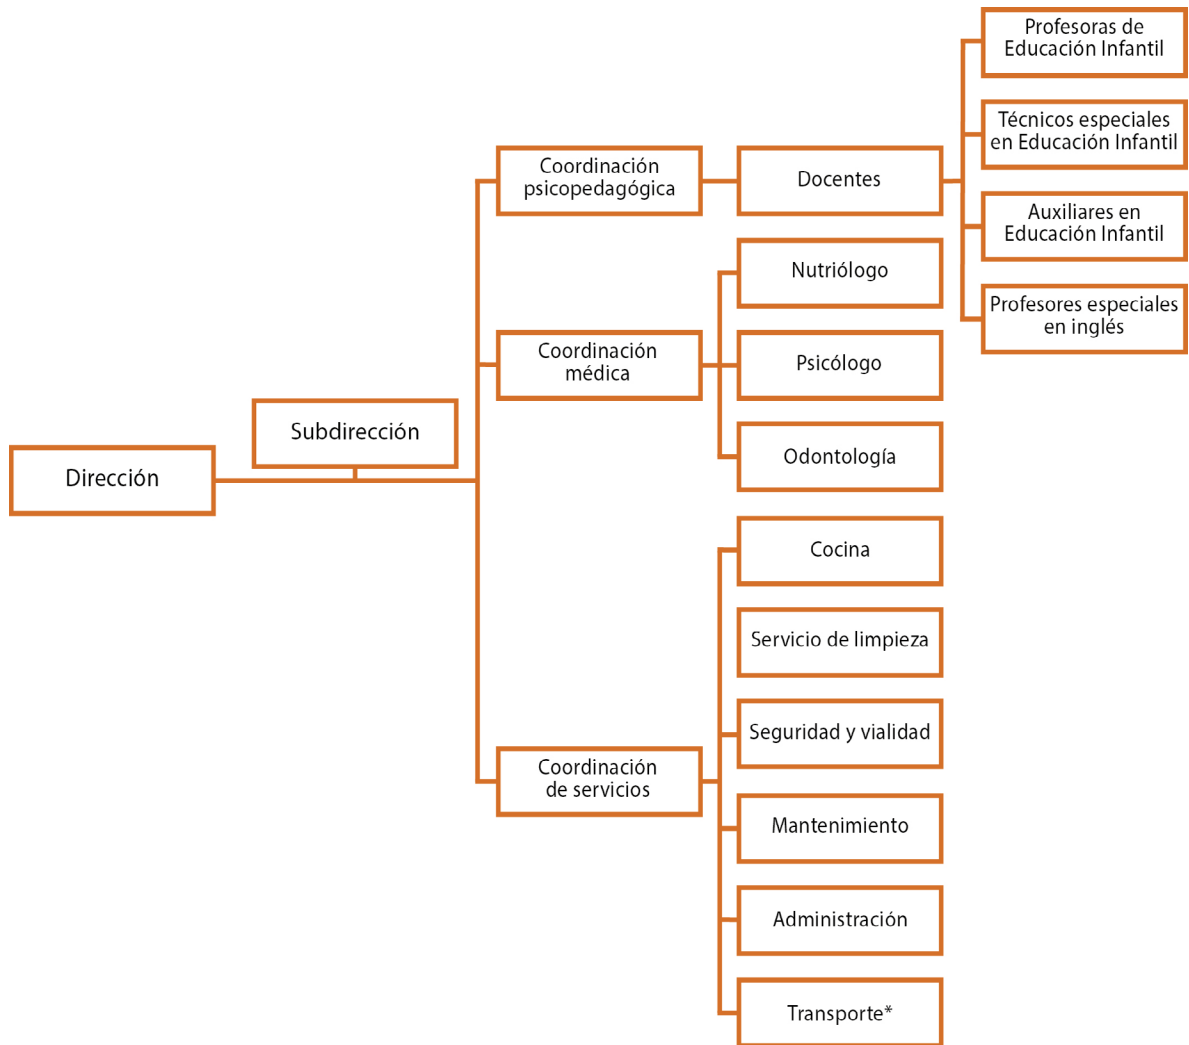 Dirección
Subdirección
Coordinación
psicopedagógica
Docentes
Profesoras de
Educación Infantil
Técnicos especiales
en Educación Infantil
Auxiliares en
Educación Infantil
Profesores especiales
en inglés
Coordinación
médica
Nutriólogo
Psicólogo
Odontología
Coordinación
de servicios
Cocina
Servicio de limpieza
Seguridad y vialidad
Mantenimiento
Administración
Transporte*